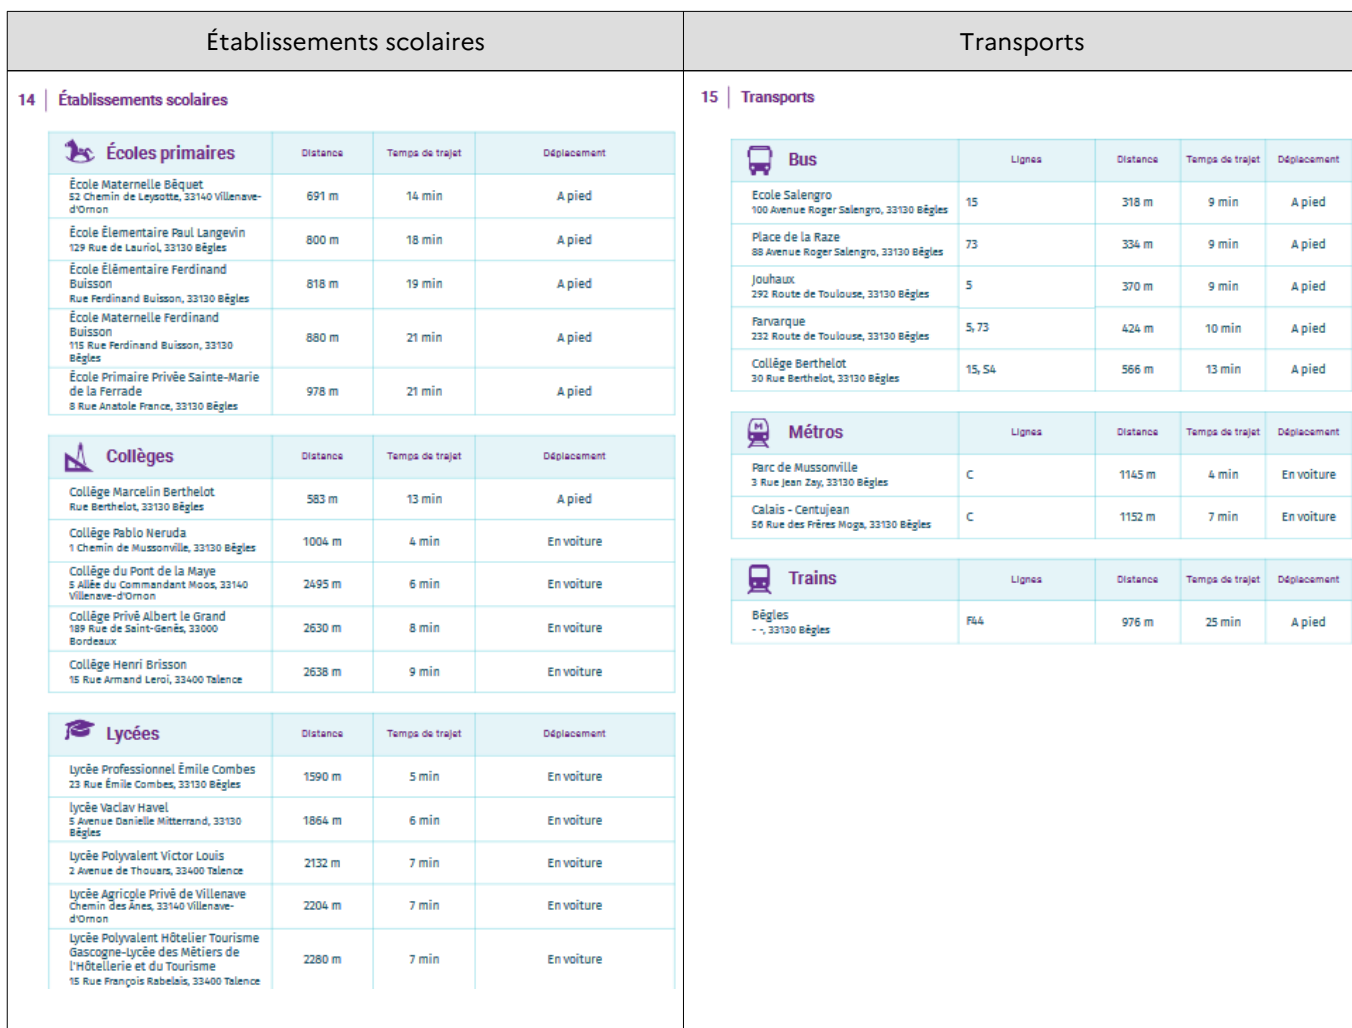 Établissements scolaires
Transports
14 | Établissements scolaires
Écoles primaires Distance Temps de trajet Déplacement
École Maternelle Béquet
52 Chemin de Leysotte, 33140 Villenave-
d'Ornon
691 m 14 min A pied
École Élementaire Paul Langevin
129 Rue de Lauriol, 33130 Bègles
800 m 18 min A pied
École Élémentaire Ferdinand
Buisson
Rue Ferdinand Buisson, 33130 Bègles
818 m 19 min A pied
École Maternelle Ferdinand
Buisson
115 Rue Ferdinand Buisson, 33130
Bègles
880 m 21 min A pied
École Primaire Privée Sainte-Marie
de la Ferrade
8 Rue Anatole France, 33130 Bègles
978 m 21 min A pied
Collèges Distance Temps de trajet Déplacement
Collège Marcelin Berthelot
Rue Berthelot, 33130 Bègles
583 m 13 min A pied
Collège Pablo Neruda
1 Chemin de Mussonville, 33130 Bègles
1004 m 4 min En voiture
Collège du Pont de la Maye
5 Allée du Commandant Moos, 33140
Villenave-d'Ornon
2495 m 6 min En voiture
Collège Privé Albert le Grand
189 Rue de Saint-Genès, 33000
Bordeaux
2630 m 8 min En voiture
Collège Henri Brisson
15 Rue Armand Leroi, 33400 Talence
2638 m 9 min En voiture
Lycées Distance Temps de trajet Déplacement
Lycée Professionnel Émile Combes
23 Rue Émile Combes, 33130 Bègles
1590 m 5 min En voiture
lycée Vaclav Havel
5 Avenue Danielle Mitterrand, 33130
Bègles
1864 m 6 min En voiture
Lycée Polyvalent Victor Louis
2 Avenue de Thouars, 33400 Talence
2132 m 7 min En voiture
Lycée Agricole Privé de Villenave
Chemin des Ânes, 33140 Villenave-
d'Ornon
2204 m 7 min En voiture
Lycée Polyvalent Hôtelier Tourisme
Gascogne-Lycée des Métiers de
l'Hôtellerie et du Tourisme
15 Rue François Rabelais, 33400 Talence
2280 m 7 min En voiture
15 | Transports
Bus Lignes Distance Temps de trajet Déplacement
Ecole Salengro
100 Avenue Roger Salengro, 33130 Bègles
15 318 m 9 min A pied
Place de la Raze
88 Avenue Roger Salengro, 33130 Bègles
73 334 m 9 min A pied
Jouhaux
292 Route de Toulouse, 33130 Bègles
5 370 m 9 min A pied
Farvarque
232 Route de Toulouse, 33130 Bègles
5, 73 424 m 10 min A pied
Collège Berthelot
30 Rue Berthelot, 33130 Bègles
15, S4 566 m 13 min A pied
M
Métros Lignes Distance Temps de trajet Déplacement
Parc de Mussonville
3 Rue Jean Zay, 33130 Bègles
C 1145 m 4 min En voiture
Calais - Centujean
56 Rue des Frères Moga, 33130 Bègles
C 1152 m 7 min En voiture
Trains Lignes Distance Temps de trajet Déplacement
Bègles
- -, 33130 Bègles
F44 976 m 25 min A pied